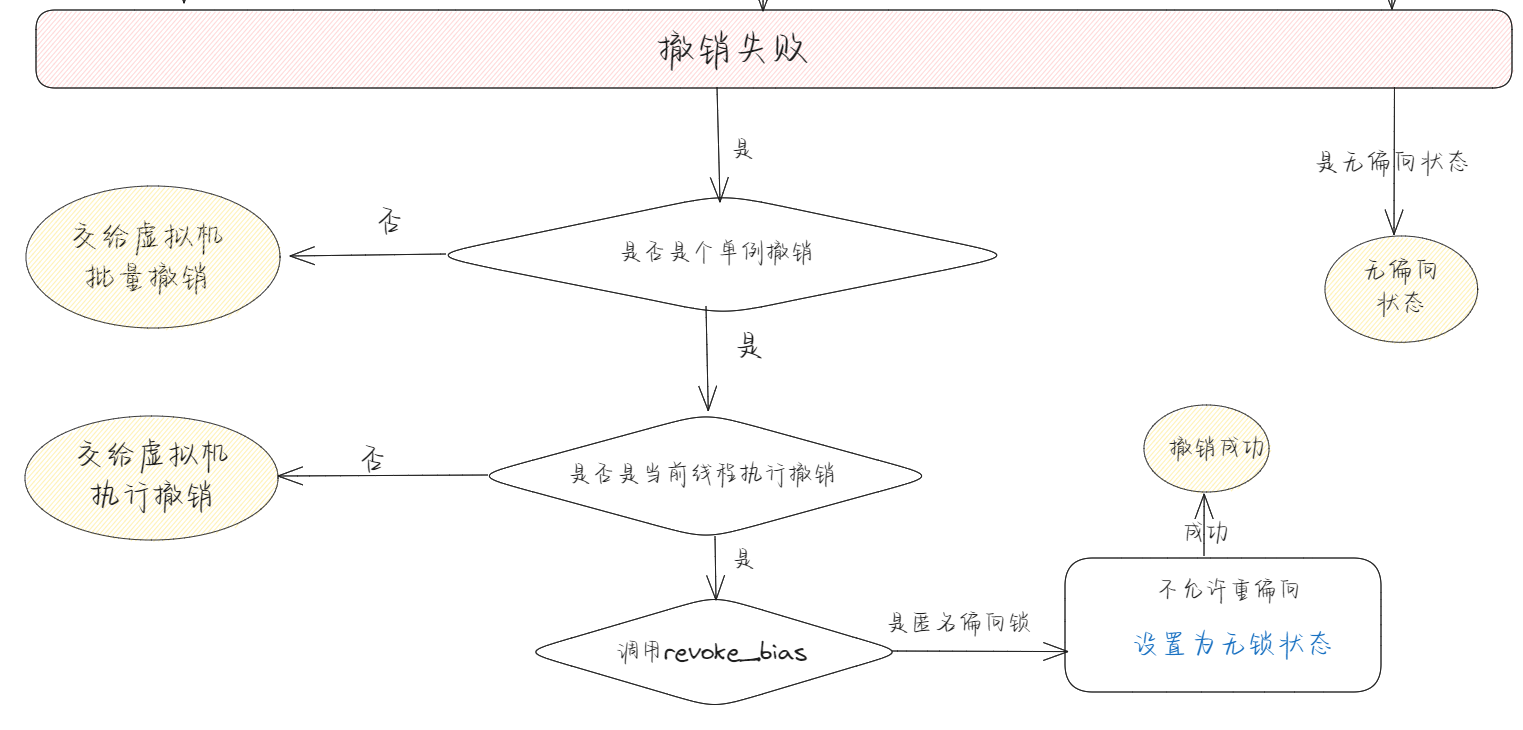 撤销失败
是
是无偏向状态
否
交给虚拟机
批量撤销
是否是个单例撤销
无偏向
状态
是
交给虚拟机
执行撤销
否
是否是当前线程执行撤销
撤销成功
成功
是
不允许重偏向
是匿名偏向锁
调用revoke_bias
设置为无锁状态